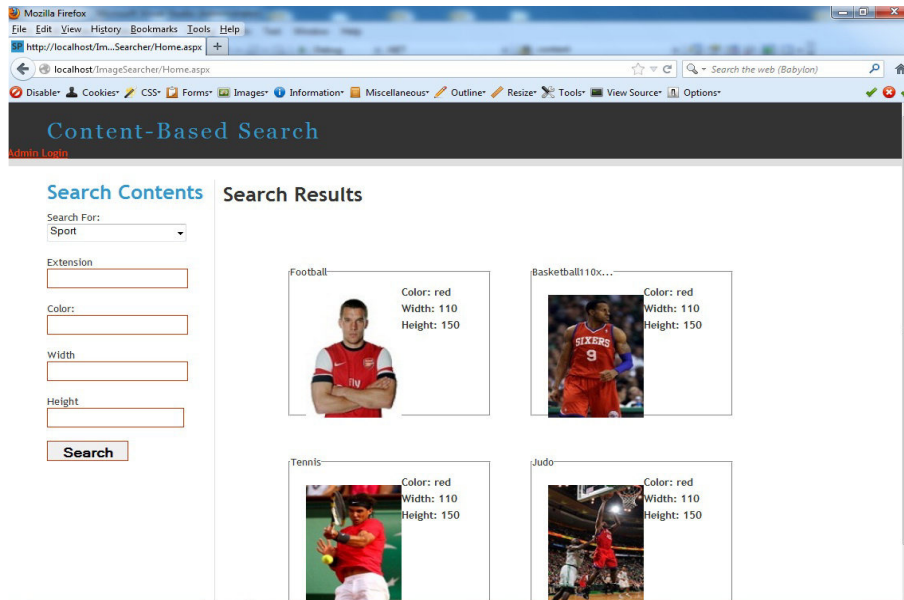 Mozilla Firefox
File Edit View History Bookmarks Tools Help
SP http://localhost/Im...Searcher/Home.aspx +
localhost/ImageSearcher/Home.aspx
Search the web (Babylon)
Disable Cookies CSS Forms Images Information Miscellaneous Outline Resize Tools View Source Options
Content-Based Search
Admin Login
Search Contents
Search Results
Search For:
Sport
Extension
Color:
Width
Height
Search
Football
Color: red
Width: 110
Height: 150
Basketball110x...
SIXERS
9
Color: red
Width: 110
Height: 150
Tennis
Color: red
Width: 110
Height: 150
Judo
Color: red
Width: 110
Height: 150